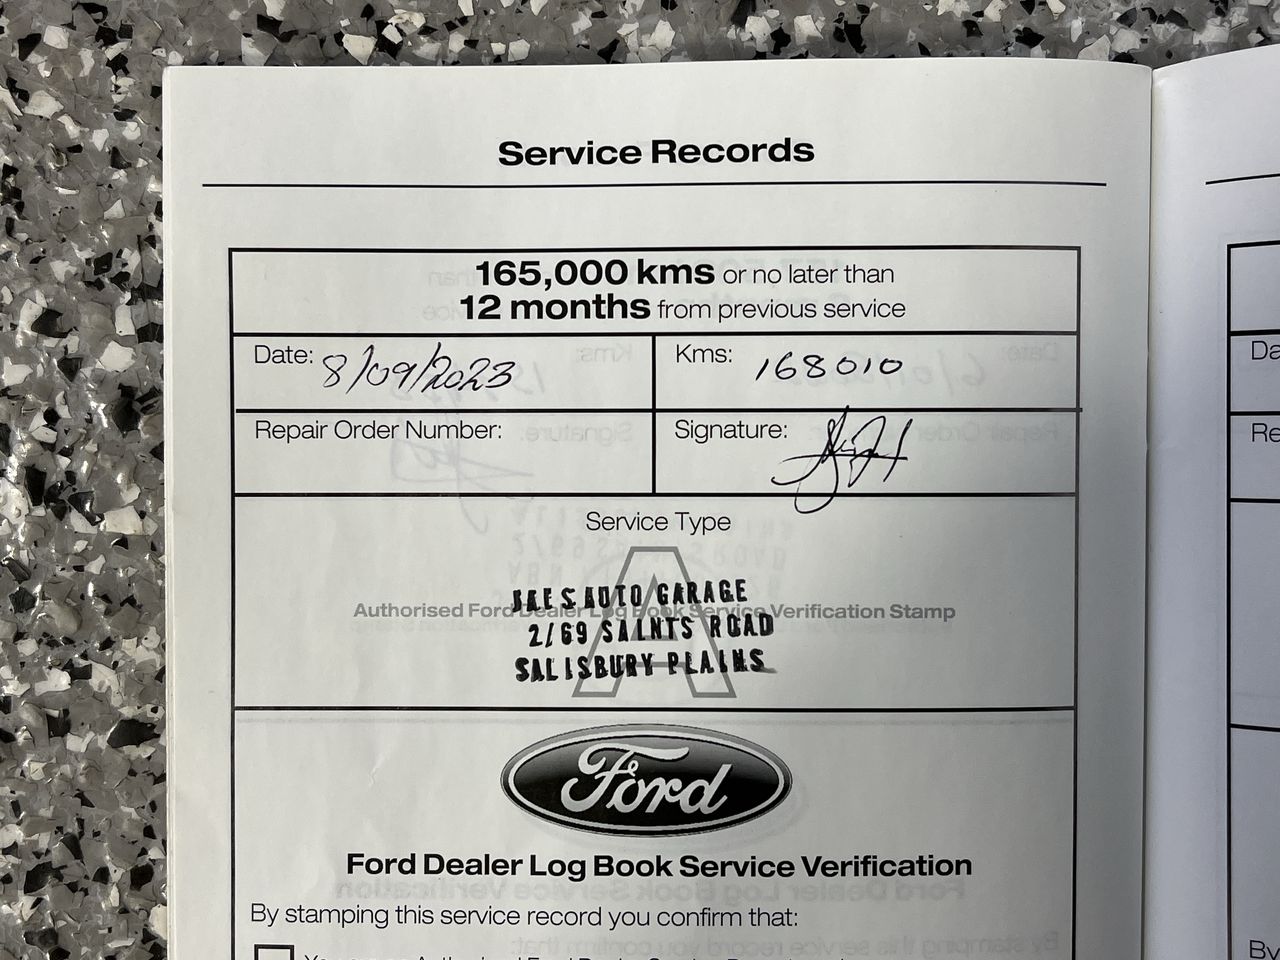 Service Records
165,000 kms or no later than
12 months from previous service
Date: 8/09/2023
Kms: 168010
Repair Order Number:
Signature:
Service Type
A
Authorised Ford Dealer Log Book Service Verification Stamp
JAES AUTO GARAGE
2/69 SAINTS ROAD
SALISBURY PLAINS
Ford
Ford Dealer Log Book Service Verification
By stamping this service record you confirm that:
Da
Re
By